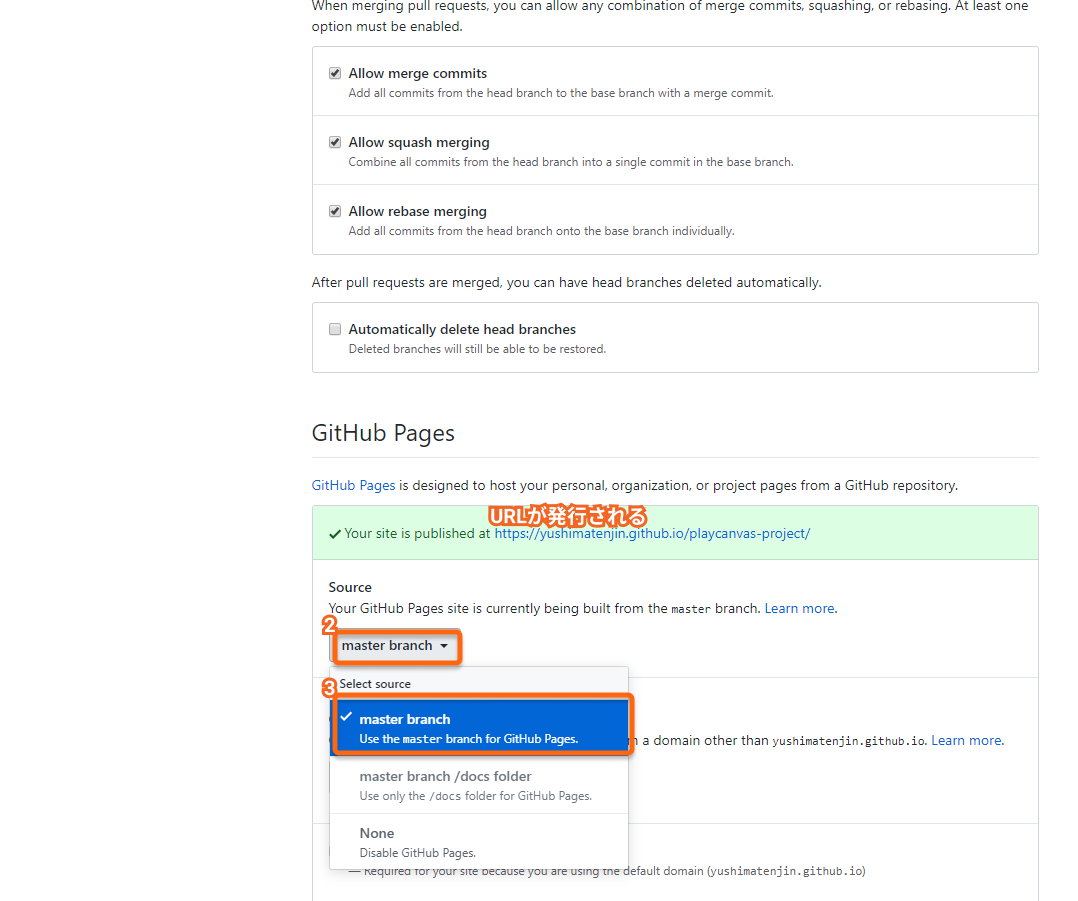 When merging pull requests, you can allow any combination of merge commits, squashing, or rebasing. At least one
option must be enabled.
Allow merge commits
Add all commits from the head branch to the base branch with a merge commit.
Allow squash merging
Combine all commits from the head branch into a single commit in the base branch.
Allow rebase merging
Add all commits from the head branch onto the base branch individually.
After pull requests are merged, you can have head branches deleted automatically.
Automatically delete head branches
Deleted branches will still be able to be restored.
GitHub Pages
GitHub Pages is designed to host your personal, organization, or project pages from a GitHub repository.
URLが発行される
Your site is published at https://yushimatenjin.github.io/playcanvas-project/
Source
Your GitHub Pages site is currently being built from the master branch. Learn more.
2
master branch
Select source
3
master branch
Use the master branch for GitHub Pages.
a domain other than yushimatenjin.github.io. Learn more.
master branch /docs folder
Use only the /docs folder for GitHub Pages.
None
Disable GitHub Pages.
— Required for your site because you are using the default domain (yushimatenjin.github.io)